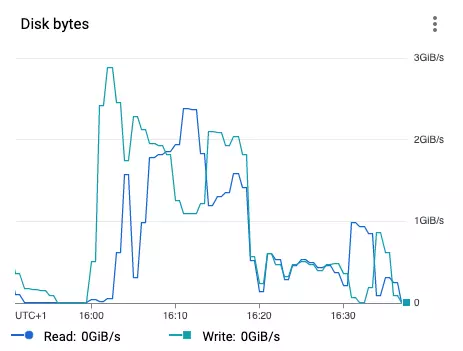 Disk bytes
3GiB/s
2GiB/s
1GiB/s
0
UTC+1 16:00 16:10 16:20 16:30
Read: 0GiB/s Write: 0GiB/s